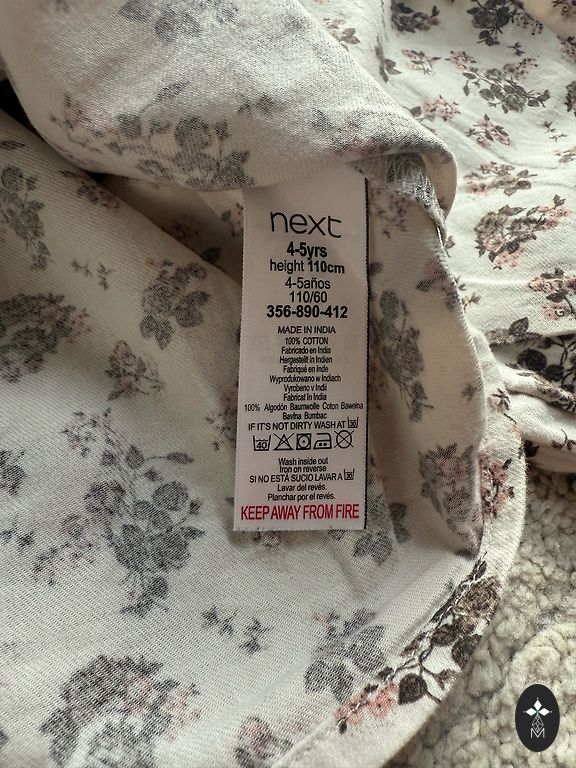 next
4-5yrs
height 110cm
4-5años
110/60
356-890-412
MADE IN INDIA
100% COTTON
Fabricado en India
Hergestellt in Indien
Fabriqué en Inde
Wyprodukowano w Indiach
Vyrobeno v Indii
Fabricat în India
100% Algodón Baumwolle Coton Bawełna
Bavlna Bumbac
IF IT'S NOT DIRTY WASH AT 30
40
Wash inside out
Iron on reverse
SI NO ESTÁ SUCIO LAVAR A 30
Lavar del revés.
Planchar por el revés.
KEEP AWAY FROM FIRE
M